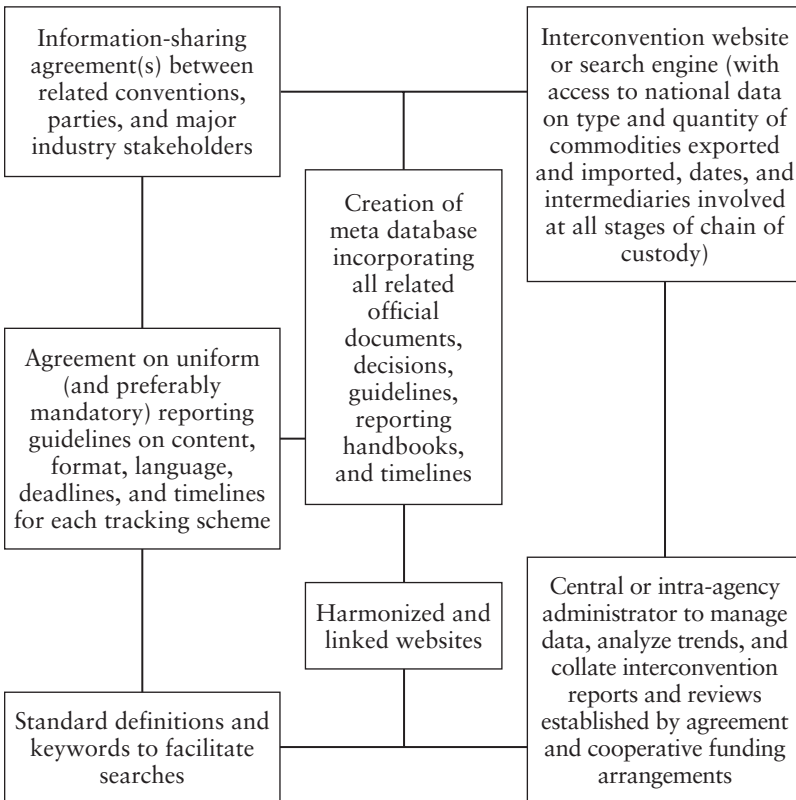 Information-sharing
agreement(s) between
related conventions,
parties, and major
industry stakeholders
Interconvention website
or search engine (with
access to national data
on type and quantity of
commodities exported
and imported, dates, and
intermediaries involved
at all stages of chain of
custody)
Creation of
meta database
incorporating
all related
official
documents,
decisions,
guidelines,
reporting
handbooks,
and timelines
Agreement on uniform
(and preferably
mandatory) reporting
guidelines on content,
format, language,
deadlines, and timelines
for each tracking scheme
Harmonized and
linked websites
Central or intra-agency
administrator to manage
data, analyze trends, and
collate interconvention
reports and reviews
established by agreement
and cooperative funding
arrangements
Standard definitions and
keywords to facilitate
searches